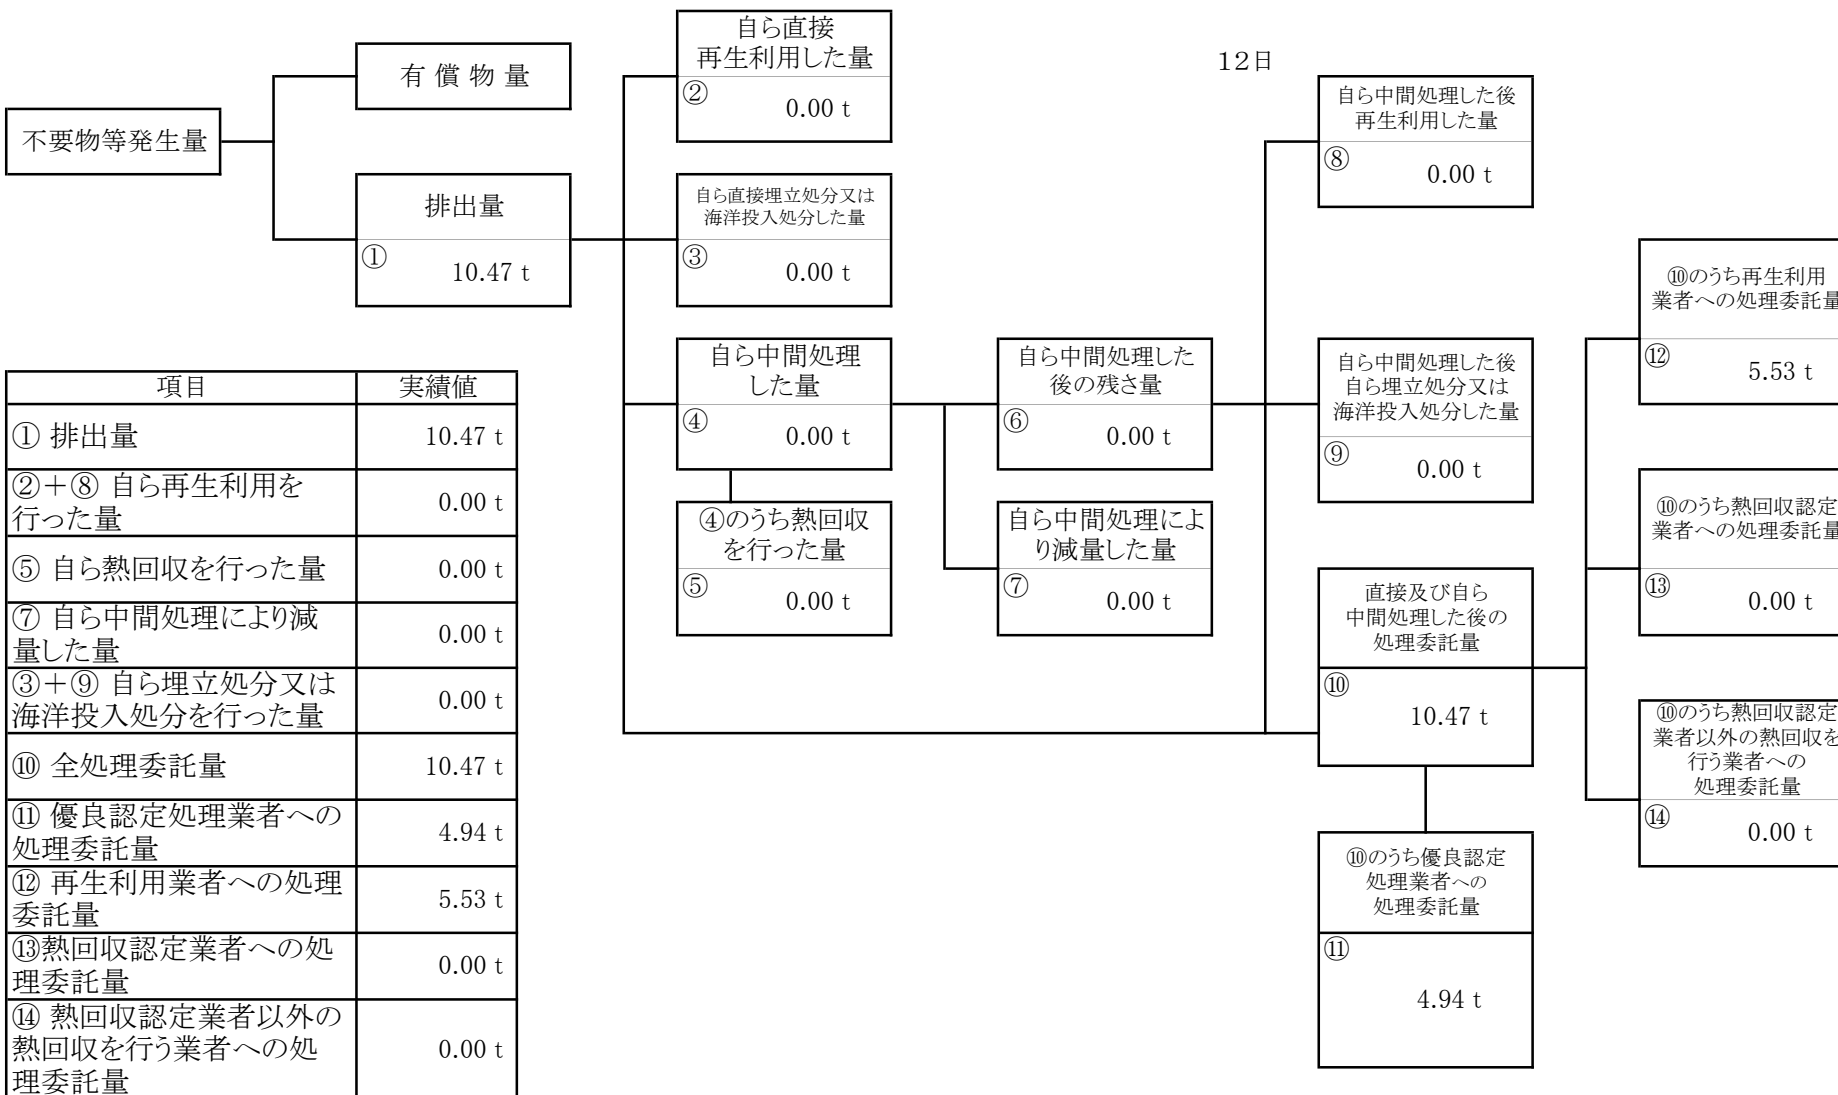 自ら直接
再生利用した量
②
0.00 t
12日
有 償 物 量
不要物等発生量
自ら中間処理した後
再生利用した量
⑧
0.00 t
排出量
①
10.47 t
自ら直接埋立処分又は
海洋投入処分した量
③
0.00 t
⑩のうち再生利用
業者への処理委託量
⑫
5.53 t
自ら中間処理
した量
④
0.00 t
自ら中間処理した
後の残さ量
⑥
0.00 t
自ら中間処理した後
自ら埋立処分又は
海洋投入処分した量
⑨
0.00 t
④のうち熱回収
を行った量
⑤
0.00 t
自ら中間処理によ
り減量した量
⑦
0.00 t
⑩のうち熱回収認定
業者への処理委託量
⑬
0.00 t
直接及び自ら
中間処理した後の
処理委託量
⑩
10.47 t
⑩のうち熱回収認定
業者以外の熱回収を
行う業者への
処理委託量
⑭
0.00 t
⑩のうち優良認定
処理業者への
処理委託量
⑪
4.94 t
項目 実績値
① 排出量 10.47 t
②+⑧ 自ら再生利用を
行った量 0.00 t
⑤ 自ら熱回収を行った量 0.00 t
⑦ 自ら中間処理により減
量した量 0.00 t
③+⑨ 自ら埋立処分又は
海洋投入処分を行った量 0.00 t
⑩ 全処理委託量 10.47 t
⑪ 優良認定処理業者への
処理委託量 4.94 t
⑫ 再生利用業者への処理
委託量 5.53 t
⑬熱回収認定業者への処
理委託量 0.00 t
⑭ 熱回収認定業者以外の
熱回収を行う業者への処
理委託量 0.00 t